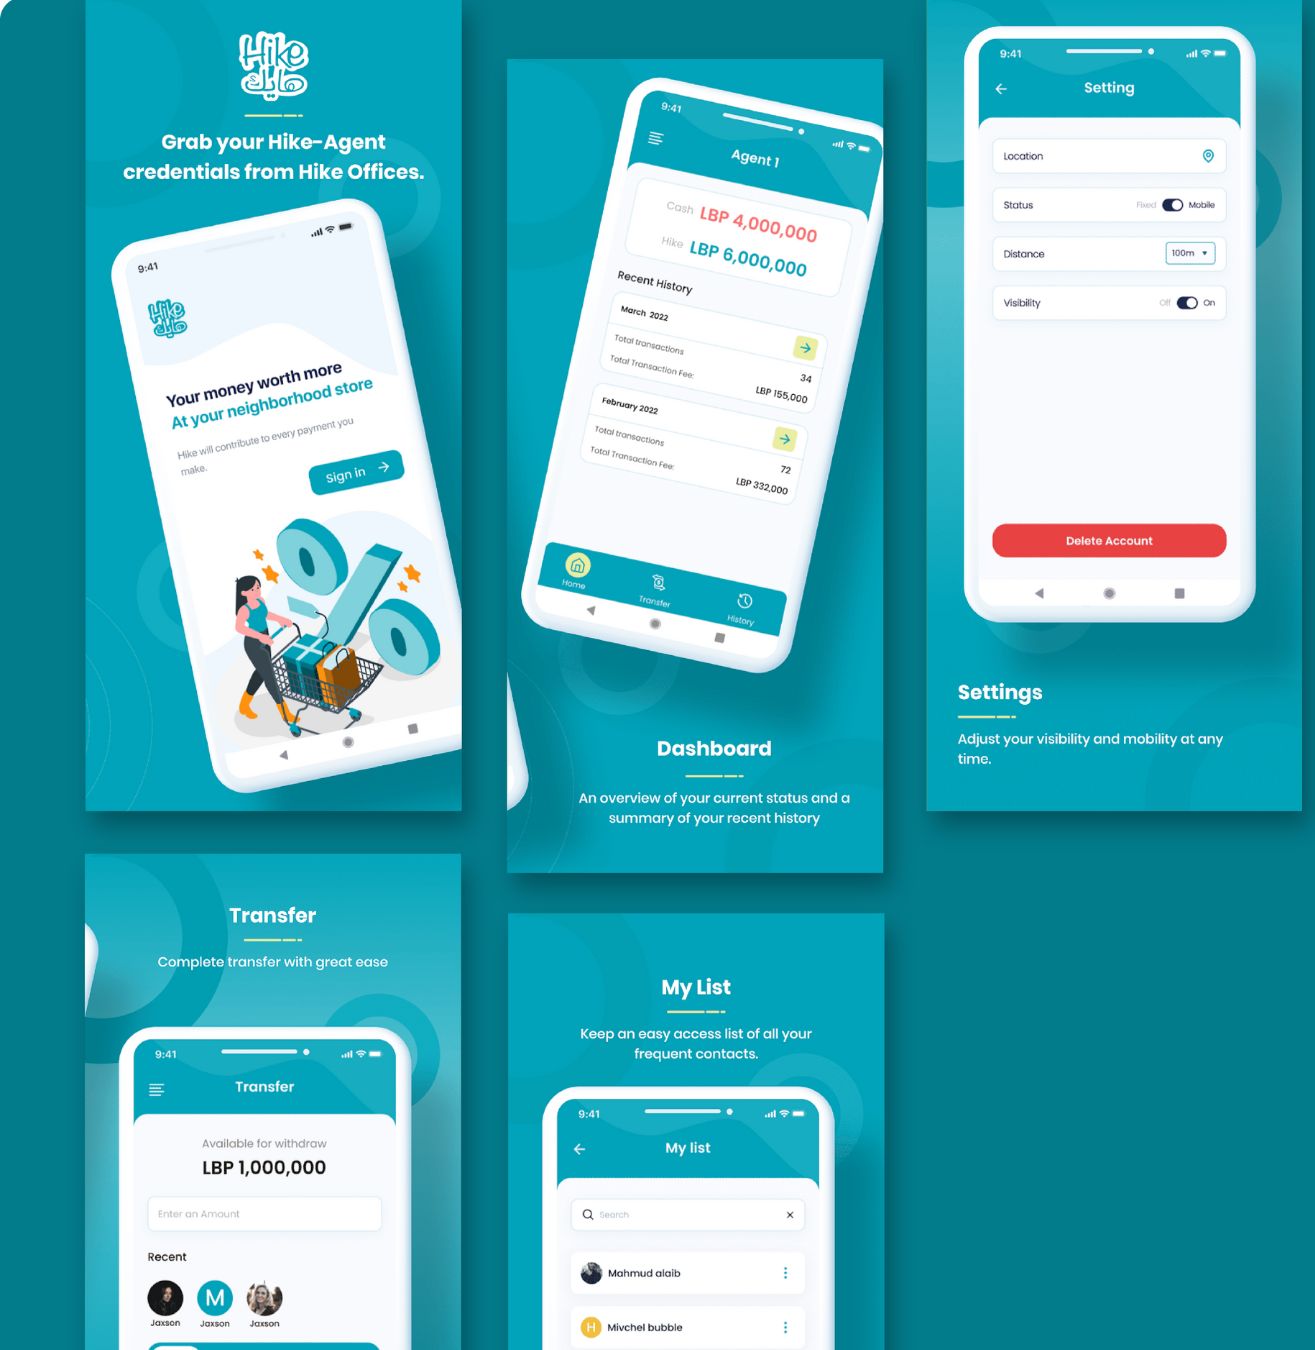 Hike
هايك
Grab your Hike-Agent
credentials from Hike Offices.
9:41
Hike
هايك
Your money worth more
At your neighborhood store
Hike will contribute to every payment you
make.
Sign in
9:41
Agent 1
Cash LBP 4,000,000
Hike LBP 6,000,000
Recent History
March 2022
Total transactions
34
Total Transaction Fee:
LBP 155,000
February 2022
Total transactions
72
Total Transaction Fee:
LBP 332,000
Home
Transfer
History
Dashboard
An overview of your current status and a
summary of your recent history
9:41
Setting
Location
Status Fixed Mobile
Distance 100m
Visibility Off On
Delete Account
Settings
Adjust your visibility and mobility at any
time.
Transfer
Complete transfer with great ease
9:41
Transfer
Available for withdraw
LBP 1,000,000
Enter an Amount
Recent
M
Jaxson Jaxson Jaxson
My List
Keep an easy access list of all your
frequent contacts.
9:41
My list
Search
Mahmud alaib
H Mivchel bubble